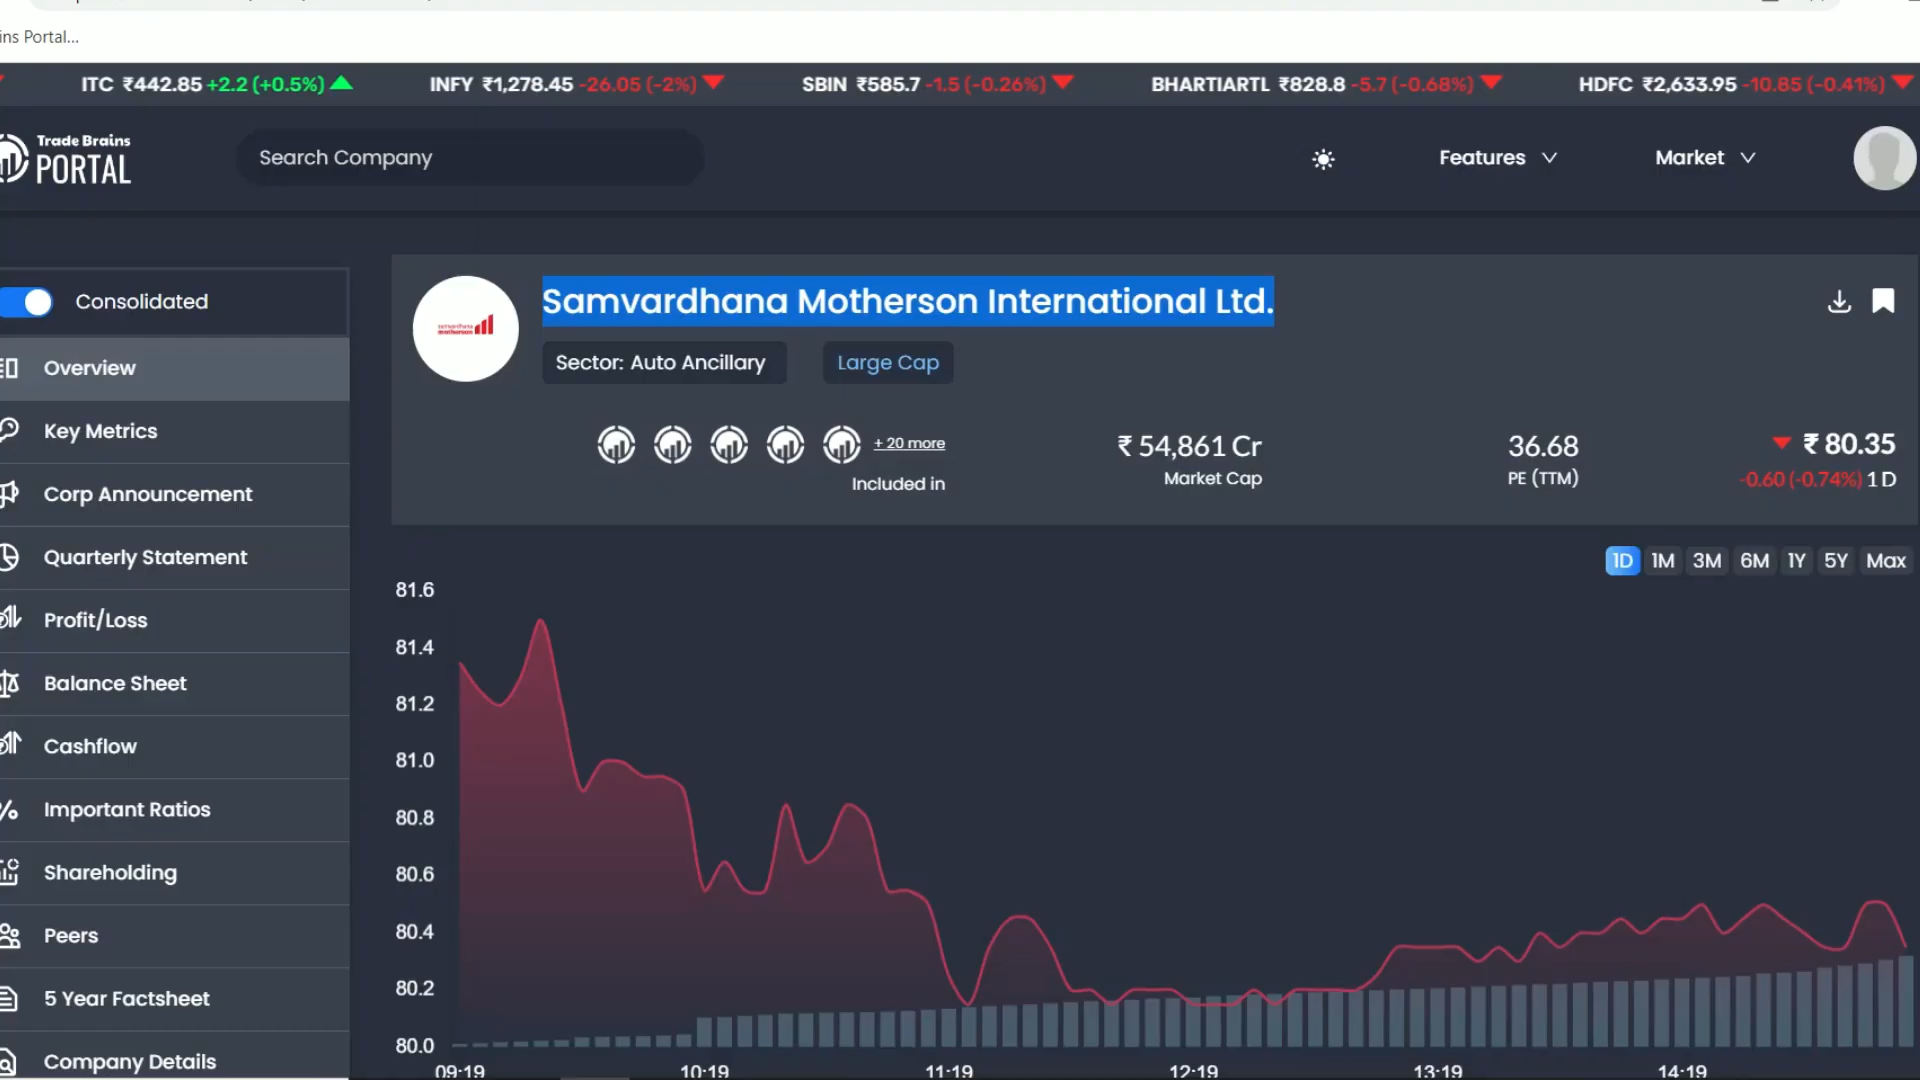 ins Portal...
ITC ₹442.85 +2.2 (+0.5%) INFY ₹1,278.45 -26.05 (-2%) SBIN ₹585.7 -1.5 (-0.26%) BHARTIARTL ₹828.8 -5.7 (-0.68%) HDFC ₹2,633.95 -10.85 (-0.41%)
Trade Brains
PORTAL
Search Company
Features
Market
Consolidated
Overview
Key Metrics
Corp Announcement
Quarterly Statement
Profit/Loss
Balance Sheet
Cashflow
Important Ratios
Shareholding
Peers
5 Year Factsheet
Company Details
samvardhana
motherson
Samvardhana Motherson International Ltd.
Sector: Auto Ancillary
Large Cap
+ 20 more
Included in
₹ 54,861 Cr
Market Cap
36.68
PE (TTM)
₹ 80.35
-0.60 (-0.74%) 1 D
1D 1M 3M 6M 1Y 5Y Max
81.6
81.4
81.2
81.0
80.8
80.6
80.4
80.2
80.0
09:19 10:19 11:19 12:19 13:19 14:19